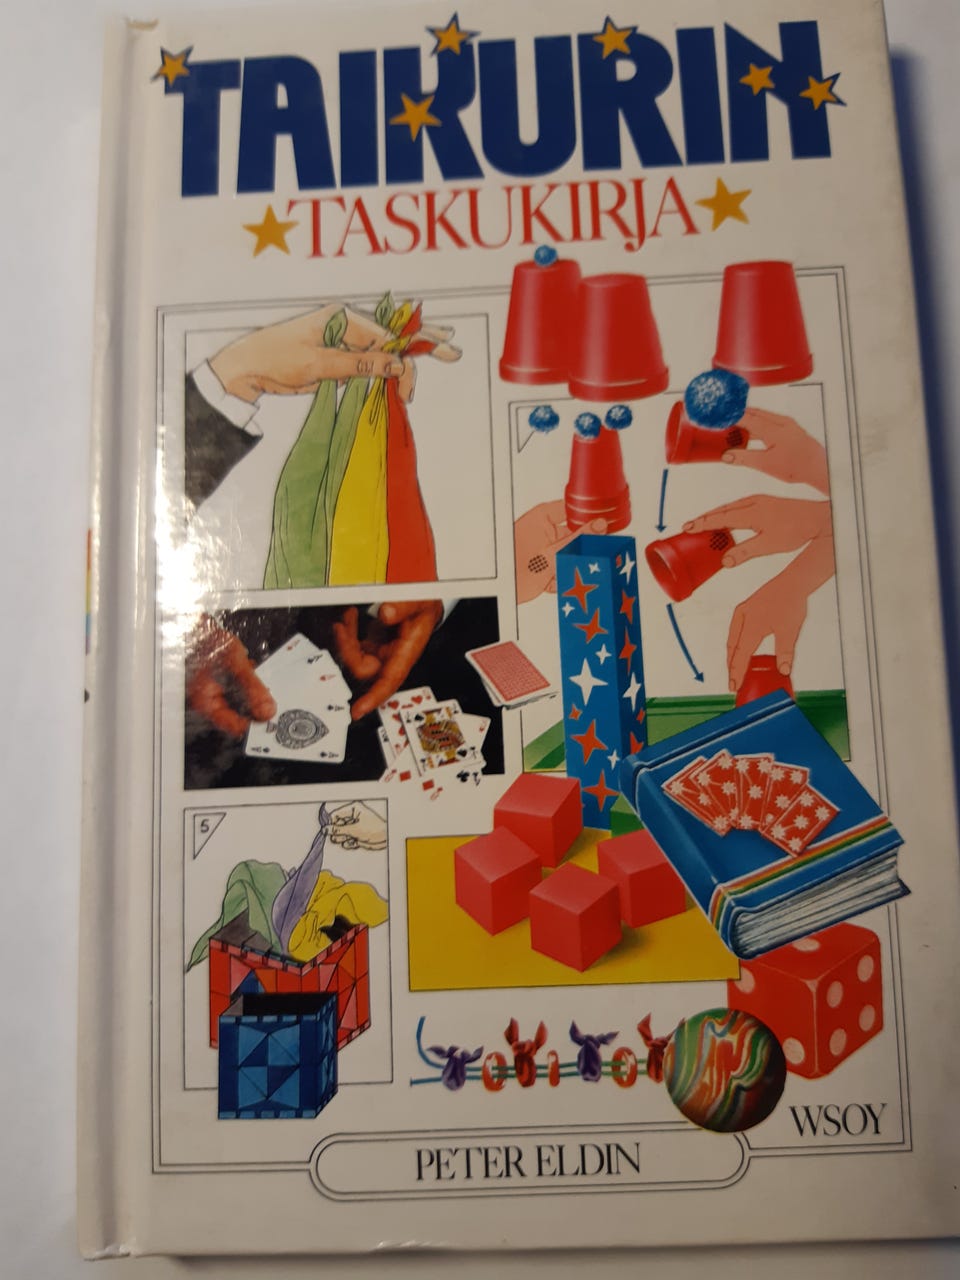 TAIKURIN
TASKUKIRJA
5
WSOY
PETER ELDIN